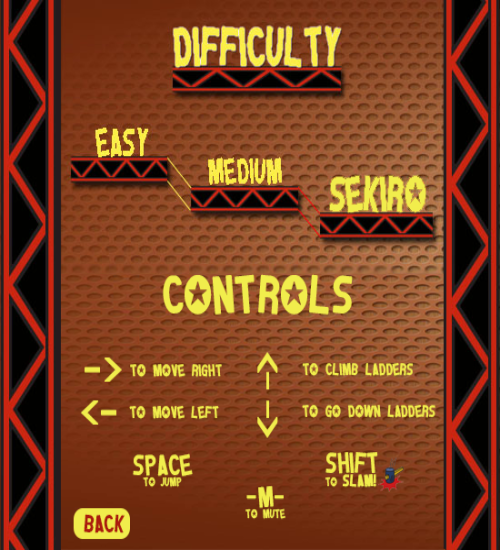 DIFFICULTY
EASY
MEDIUM
SEKIRO
CONTROLS
TO MOVE RIGHT
TO CLIMB LADDERS
TO MOVE LEFT
TO GO DOWN LADDERS
SPACE
TO JUMP
SHIFT
TO SLAM!
-M-
TO MUTE
BACK